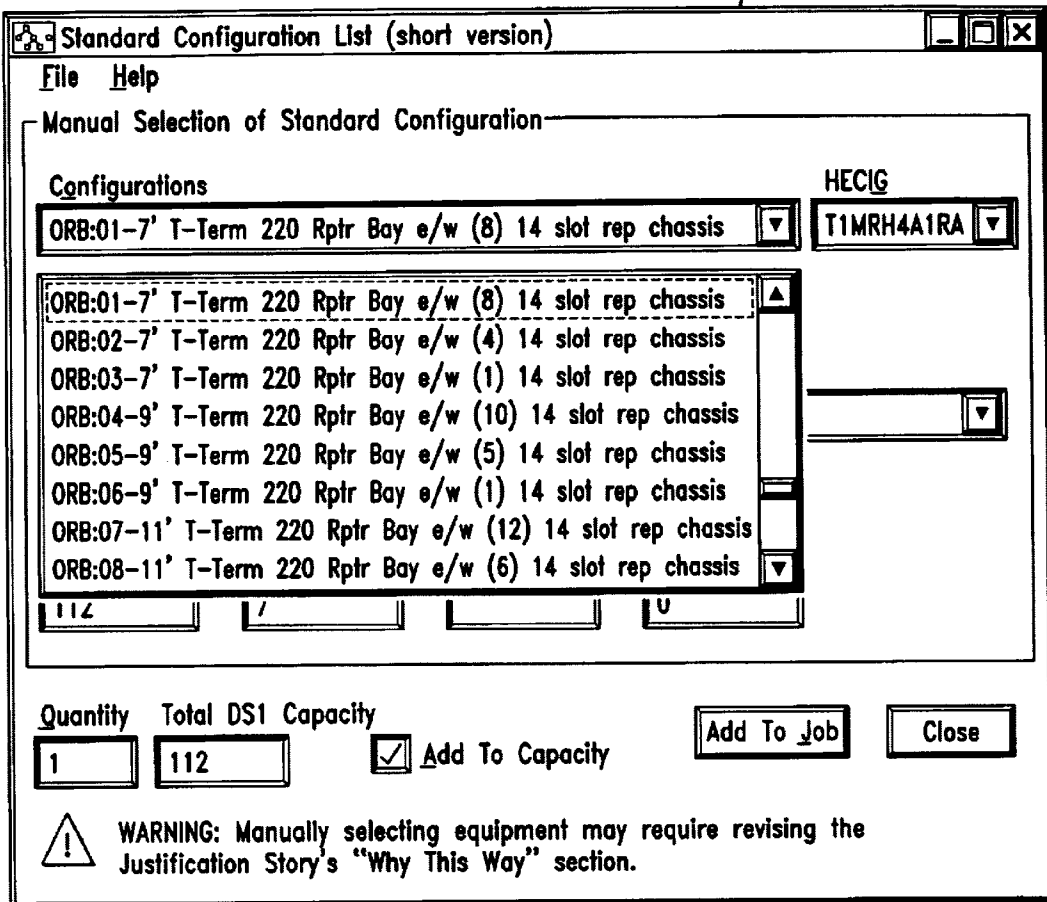 Standard Configuration List (short version)
File Help
Manual Selection of Standard Configuration
Configurations HECIG
ORB:01-7' T-Term 220 Rptr Bay e/w (8) 14 slot rep chassis T1MRH4A1RA
ORB:01-7' T-Term 220 Rptr Bay e/w (8) 14 slot rep chassis
ORB:02-7' T-Term 220 Rptr Bay e/w (4) 14 slot rep chassis
ORB:03-7' T-Term 220 Rptr Bay e/w (1) 14 slot rep chassis
ORB:04-9' T-Term 220 Rptr Bay e/w (10) 14 slot rep chassis
ORB:05-9' T-Term 220 Rptr Bay e/w (5) 14 slot rep chassis
ORB:06-9' T-Term 220 Rptr Bay e/w (1) 14 slot rep chassis
ORB:07-11' T-Term 220 Rptr Bay e/w (12) 14 slot rep chassis
ORB:08-11' T-Term 220 Rptr Bay e/w (6) 14 slot rep chassis
112 7 0
Quantity Total DS1 Capacity
1 112 Add To Capacity Add To Job Close
WARNING: Manually selecting equipment may require revising the
Justification Story's "Why This Way" section.